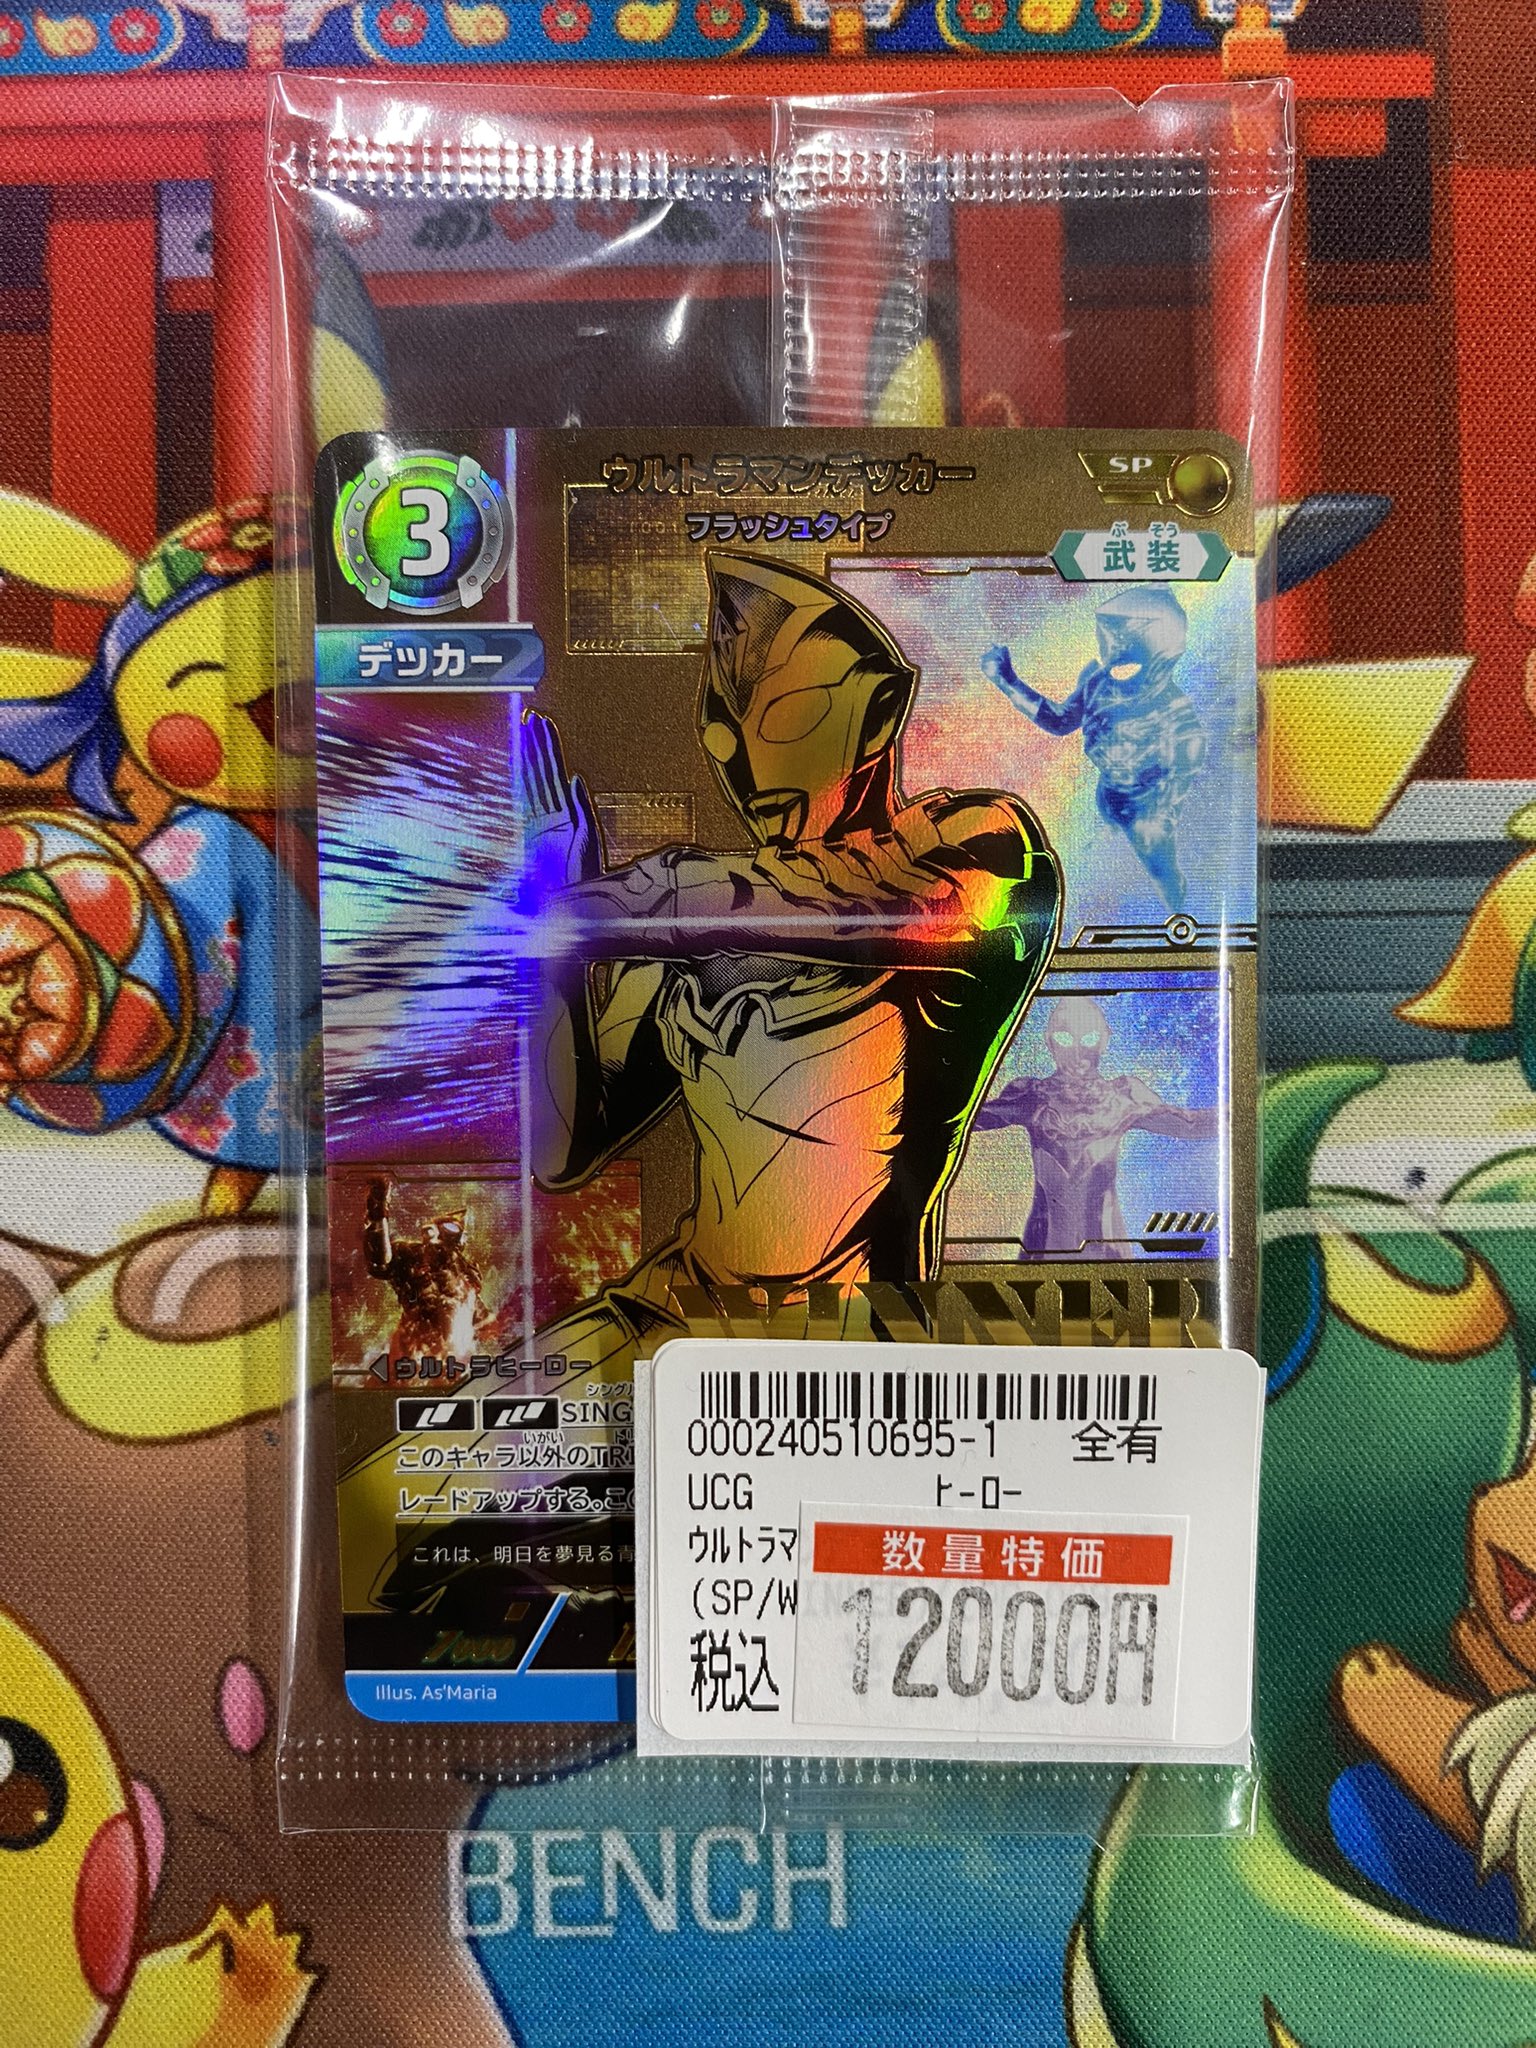 3
ウルトラマンデッカー
フラッシュタイプ
SP
ぶそう
武装
デッカー
WINNER
ウルトラヒーロー
シングル
SING
いがい
このキャラ以外のTRI
レードアップする。この
これは、明日を夢見る青
7000
Illus. As'Maria
000240510695-1 全有
UCG ヒーロー
ウルトラマ
(SP/W
税込
数量特価
12000円
BENCH